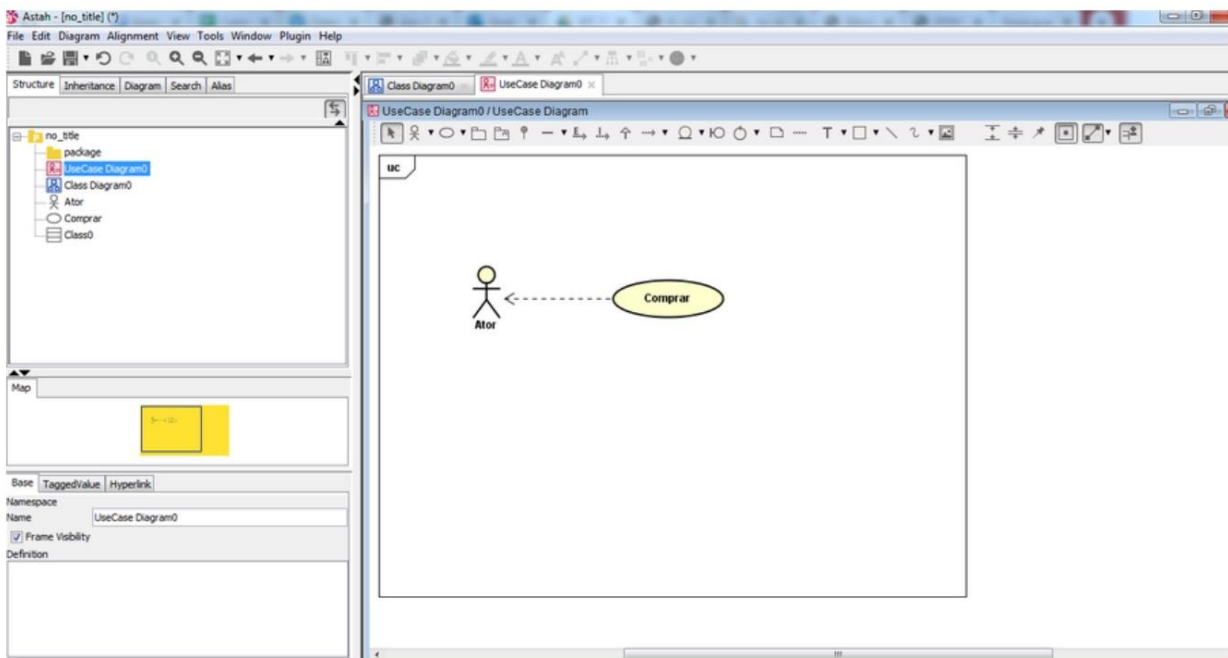 Astah - [no_title] (*)
File Edit Diagram Alignment View Tools Window Plugin Help
Structure Inheritance Diagram Search Alias
no_title
package
UseCase Diagram0
Class Diagram0
Ator
Comprar
Class0
Map
Base TaggedValue Hyperlink
Namespace
Name UseCase Diagram0
Frame Visibility
Definition
Class Diagram0 UseCase Diagram0
UseCase Diagram0 / UseCase Diagram
uc
Comprar
Ator